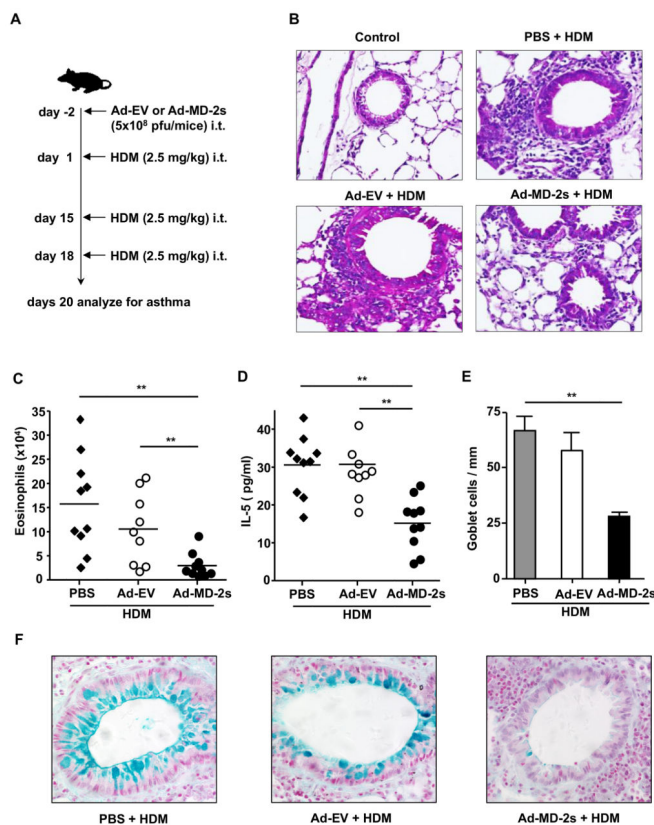 A
day -2
Ad-EV or Ad-MD-2s
(5x10⁸ pfu/mice) i.t.
day 1
HDM (2.5 mg/kg) i.t.
day 15
HDM (2.5 mg/kg) i.t.
day 18
HDM (2.5 mg/kg) i.t.
days 20 analyze for asthma
B
Control
PBS + HDM
Ad-EV + HDM
Ad-MD-2s + HDM
C
**
**
Eosinophils (x10⁴)
35
30
25
20
15
10
5
0
PBS
Ad-EV
Ad-MD-2s
HDM
D
**
**
IL-5 ( pg/ml)
40
30
20
10
0
PBS
Ad-EV
Ad-MD-2s
HDM
E
**
Goblet cells / mm
75
50
25
0
PBS
Ad-EV
Ad-MD-2s
HDM
F
PBS + HDM
Ad-EV + HDM
Ad-MD-2s + HDM